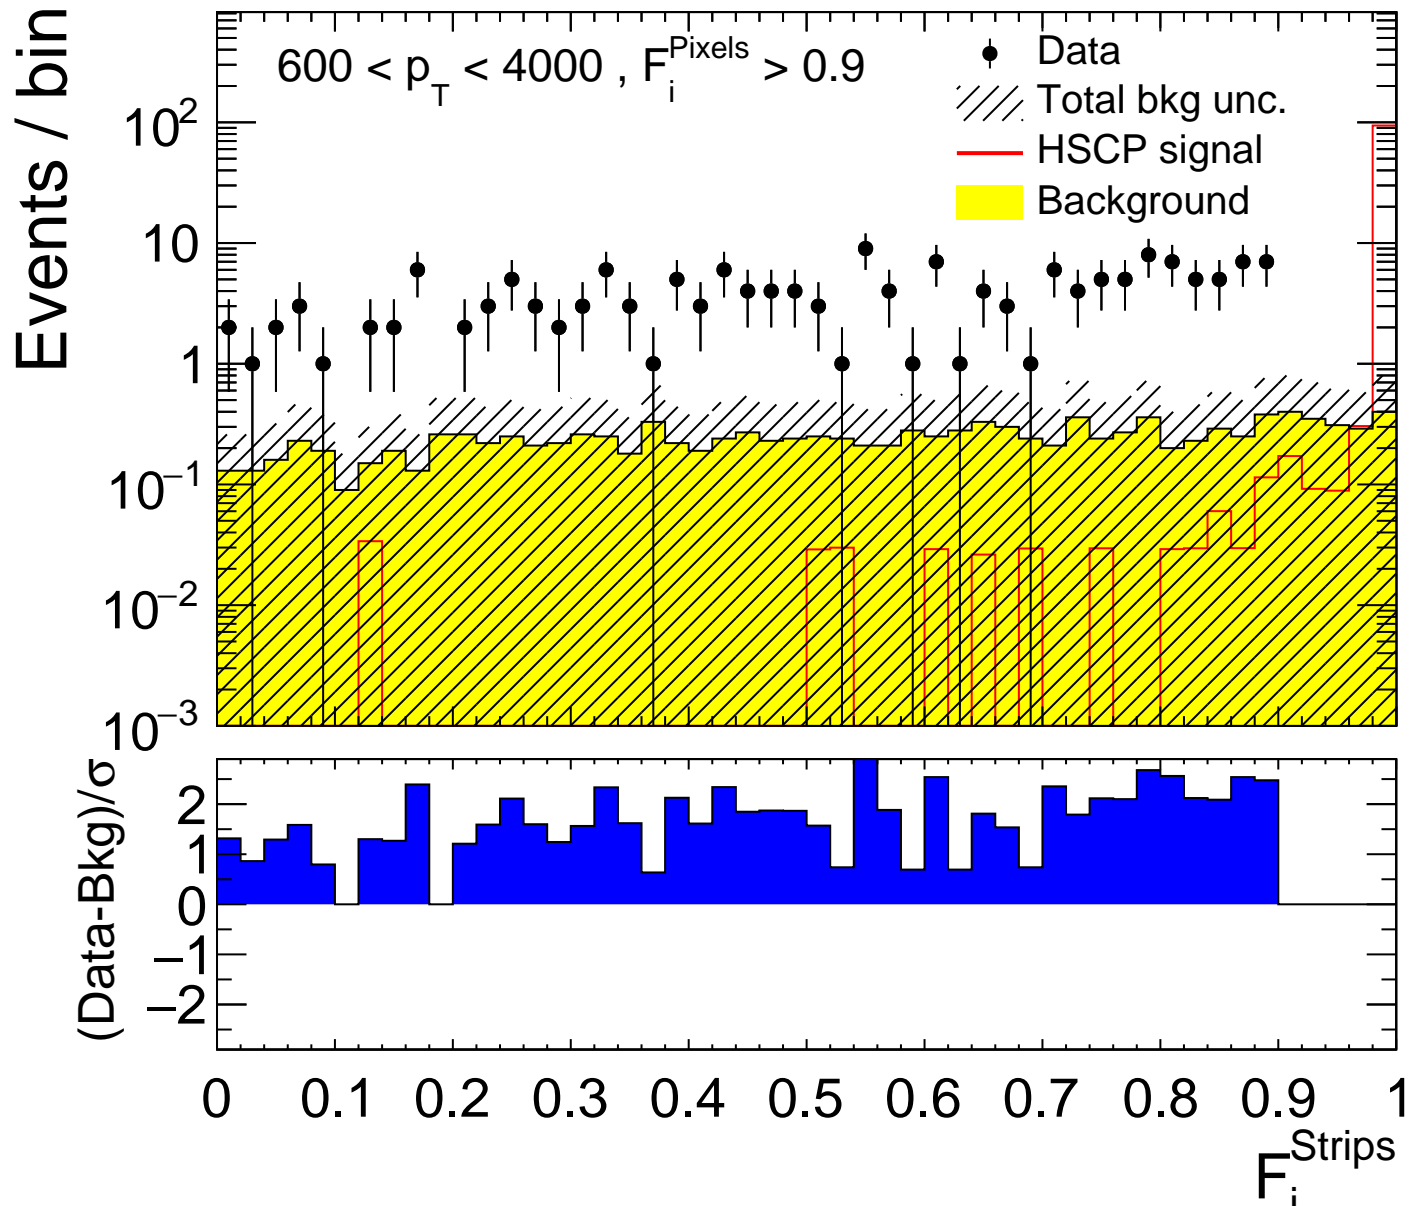 Events / bin
600 < p_T < 4000 , F_i^Pixels > 0.9
Data
Total bkg unc.
HSCP signal
Background
10²
10
1
10⁻¹
10⁻²
10⁻³
(Data-Bkg)/σ
2
1
0
−1
−2
0 0.1 0.2 0.3 0.4 0.5 0.6 0.7 0.8 0.9 1
F_i^Strips